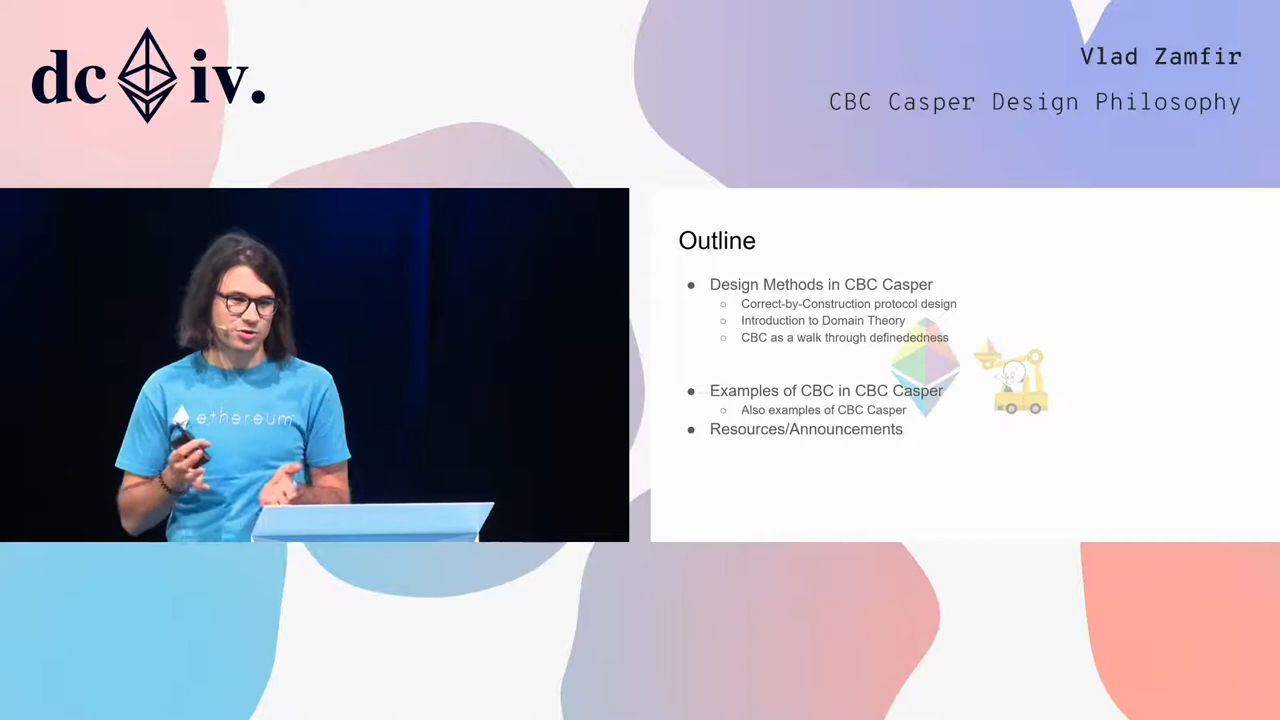 dc iv.
Vlad Zamfir
CBC Casper Design Philosophy
ethereum
Outline
● Design Methods in CBC Casper
○ Correct-by-Construction protocol design
○ Introduction to Domain Theory
○ CBC as a walk through definededness
● Examples of CBC in CBC Casper
○ Also examples of CBC Casper
● Resources/Announcements